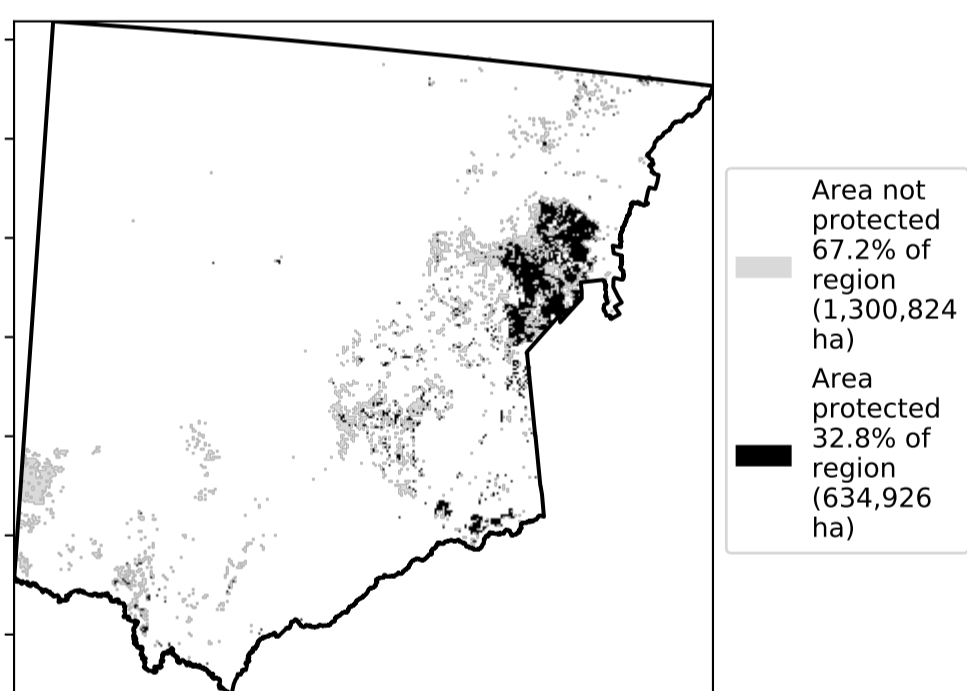 Area not
protected
67.2% of
region
(1,300,824
ha)
Area
protected
32.8% of
region
(634,926
ha)